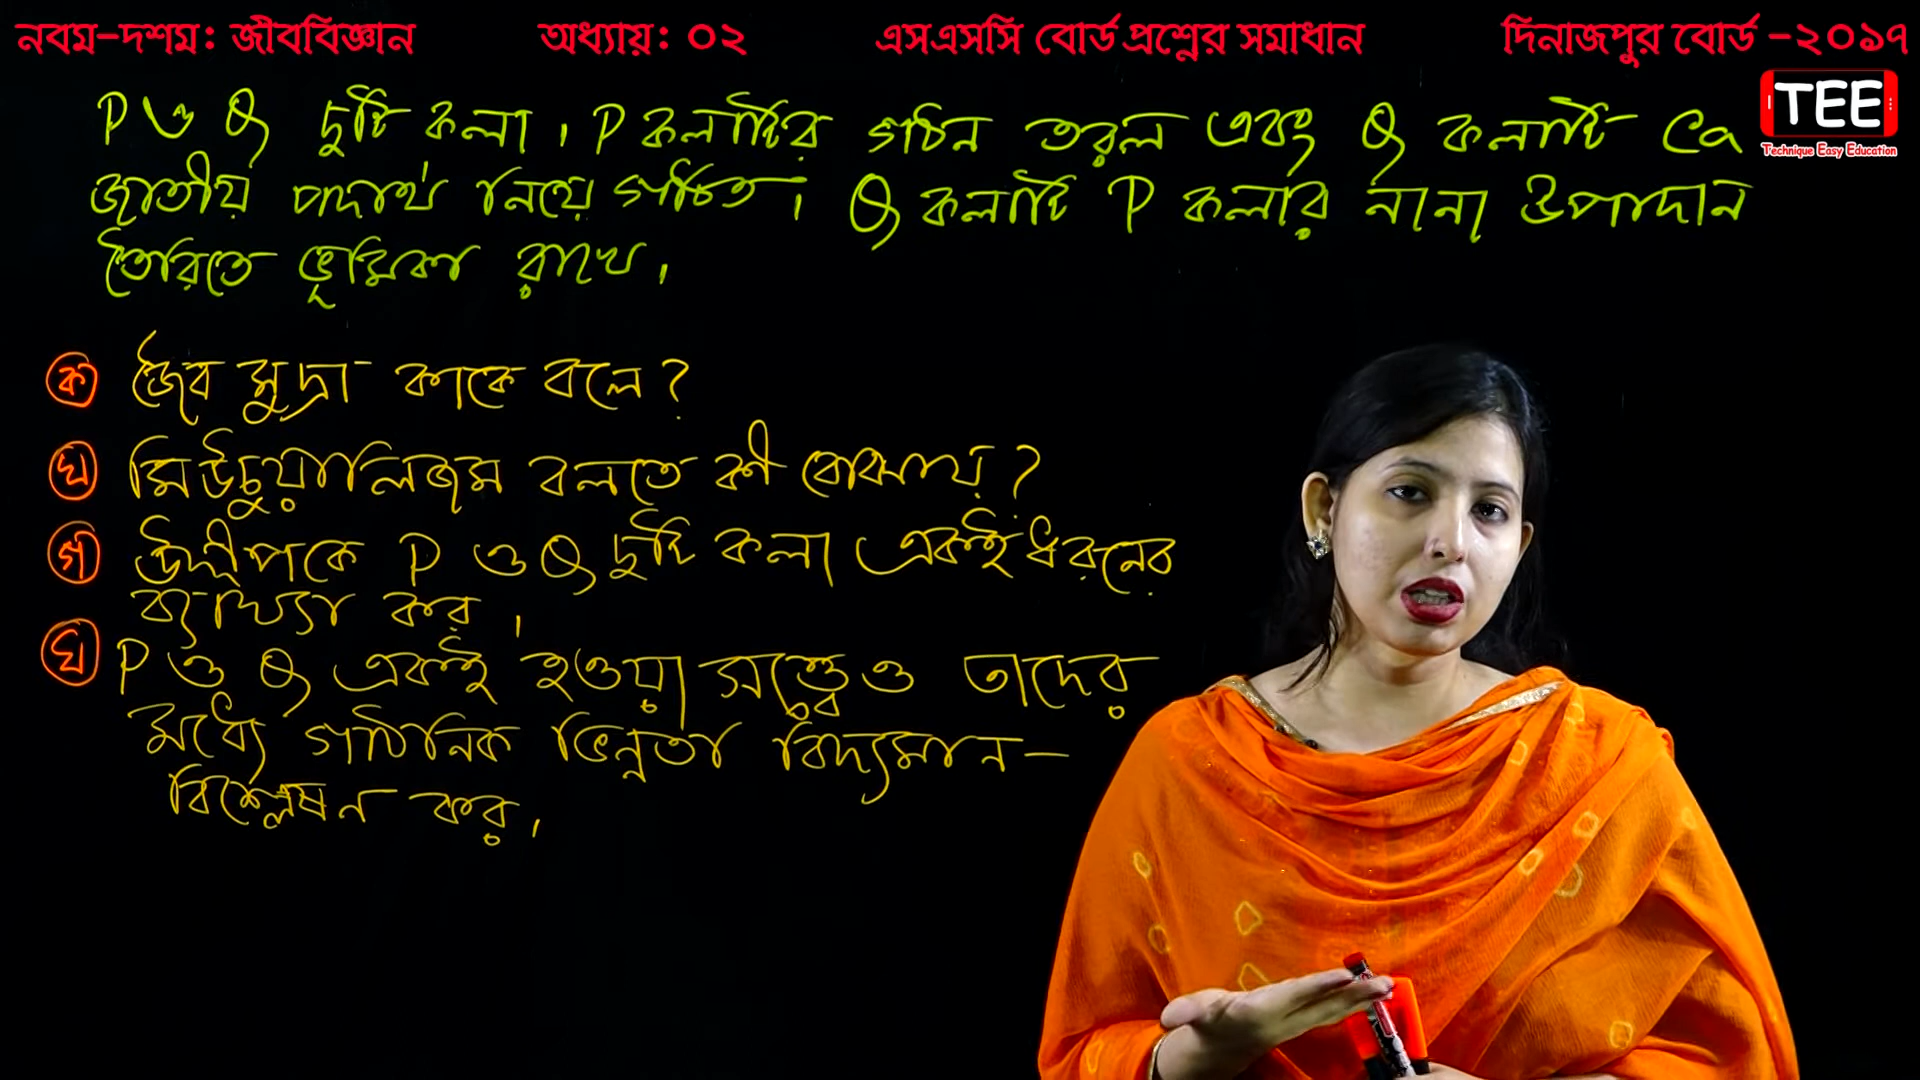 নবম-দশম: জীববিজ্ঞান অধ্যায়: ০২ এসএসসি বোর্ড প্রশ্নের সমাধান দিনাজপুর বোর্ড -২০১৭
TEE
Technique Easy Education
P ও Q দুটি কলা। P কলাটির গঠন তরল এবং Q কলাটি Ca
জাতীয় পদার্থ নিয়ে গঠিত। Q কলাটি P কলার নানা উপাদান
তৈরিতে ভূমিকা রাখে।
ক জৈব মুদ্রা কাকে বলে?
খ মিউচুয়ালিজম বলতে কী বোঝায়?
গ উদ্দীপকে P ও Q দুটি কলা একই ধরনের
ব্যাখ্যা কর।
ঘ P ও Q একই হওয়া সত্ত্বেও তাদের
মধ্যে গাঠনিক ভিন্নতা বিদ্যমান-
বিশ্লেষন কর।